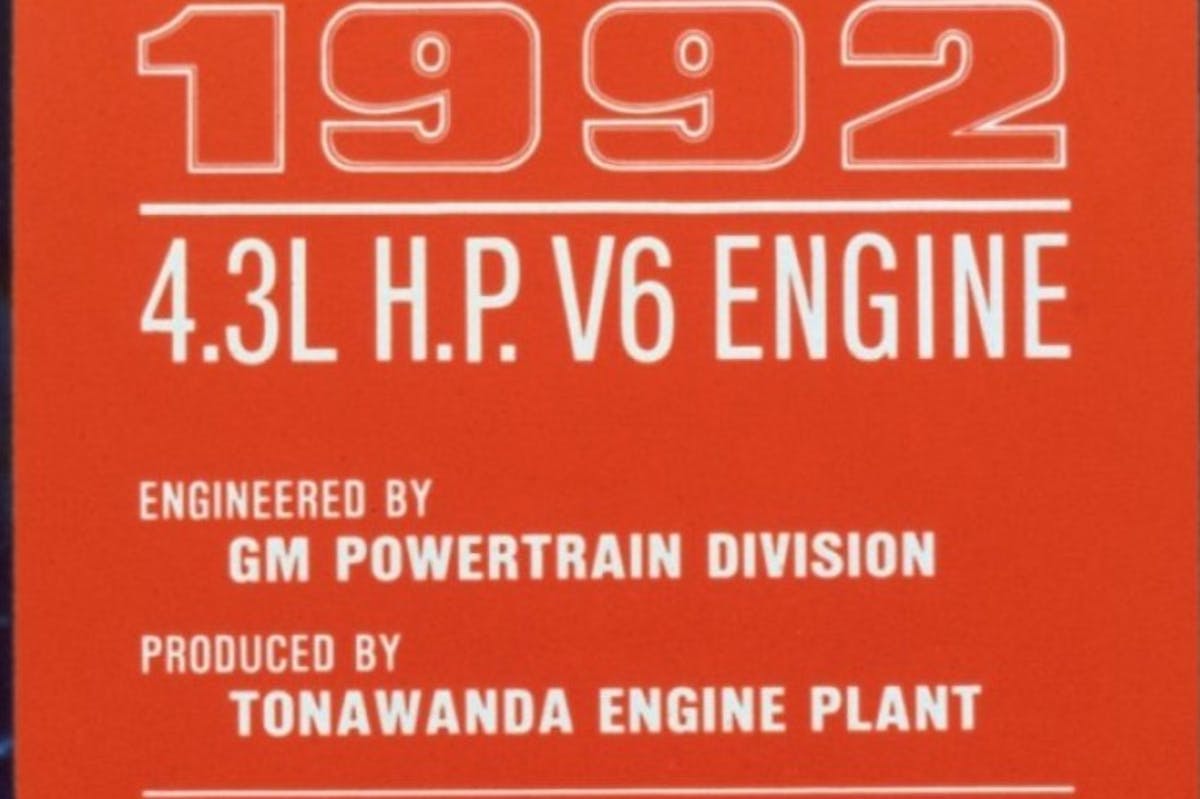 1992
4.3L H.P. V6 ENGINE
ENGINEERED BY
GM POWERTRAIN DIVISION
PRODUCED BY
TONAWANDA ENGINE PLANT